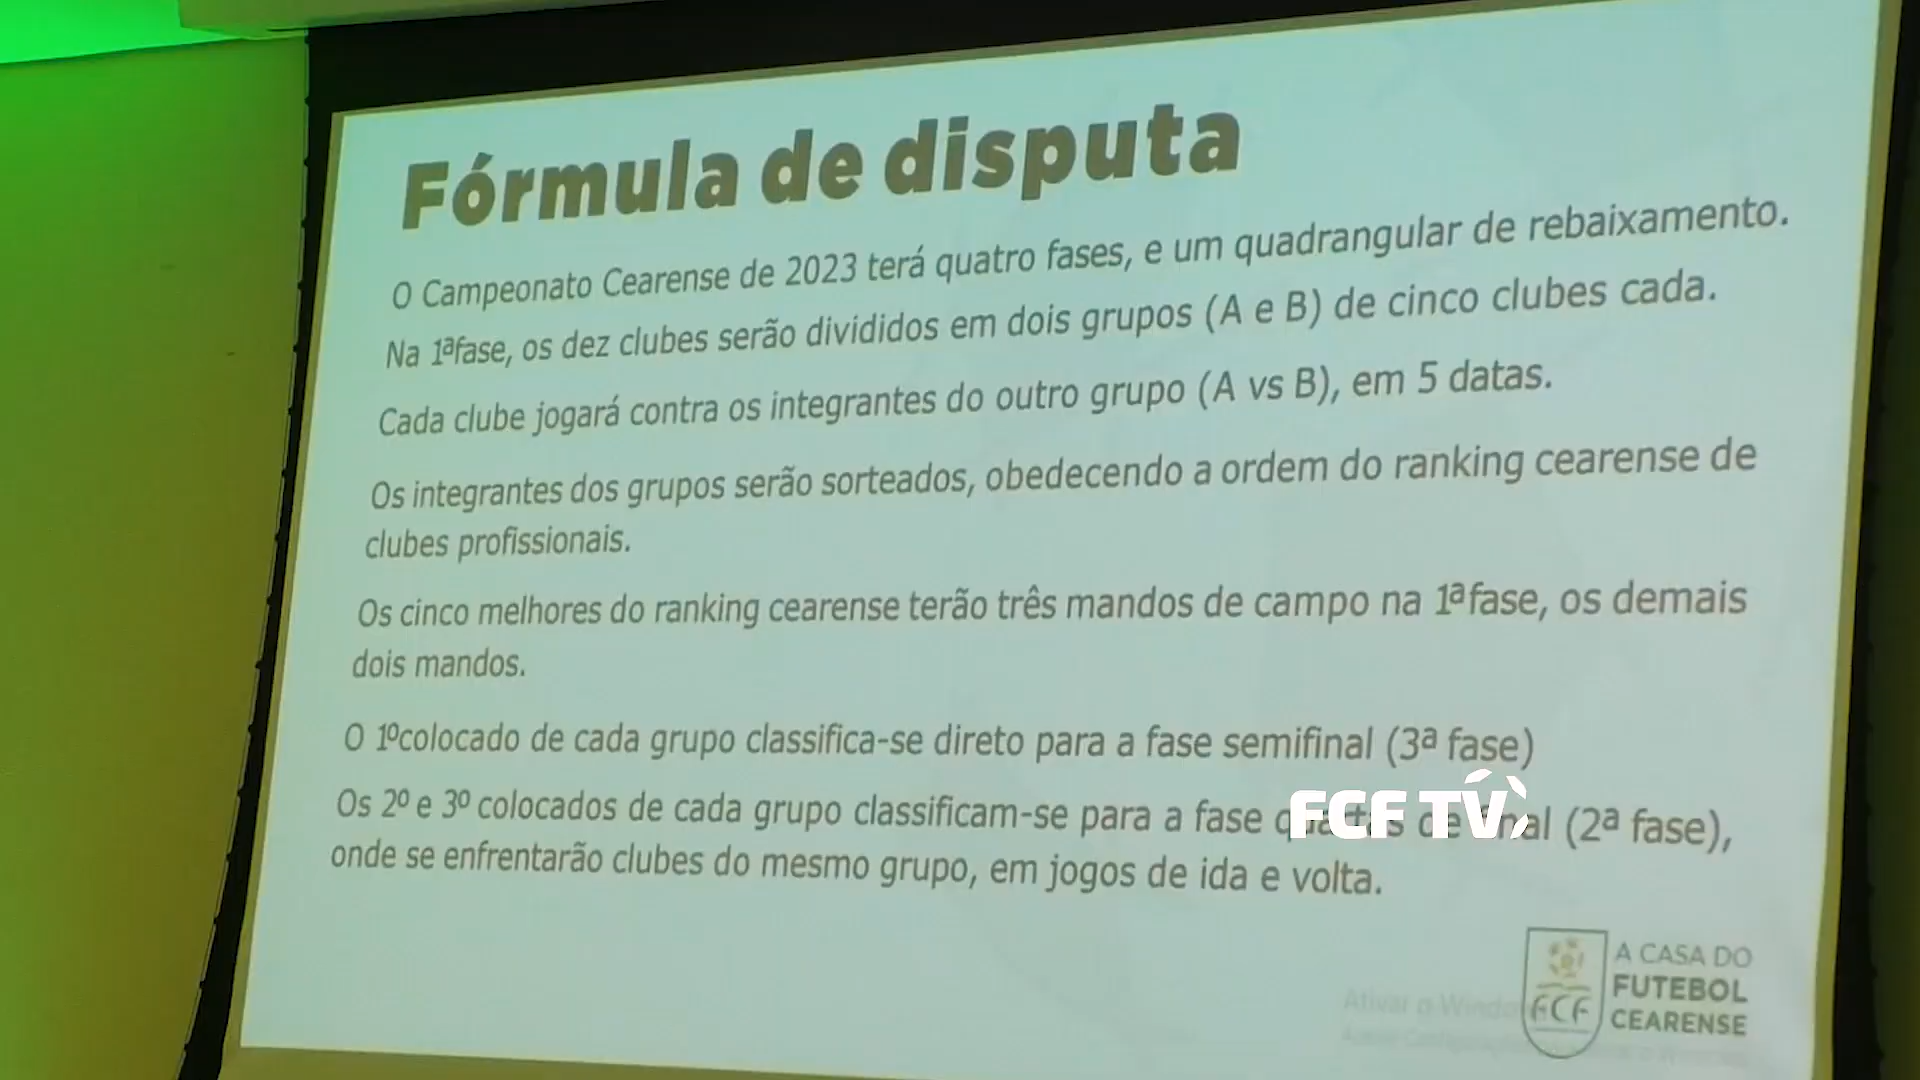 Fórmula de disputa
O Campeonato Cearense de 2023 terá quatro fases, e um quadrangular de rebaixamento.
Na 1ªfase, os dez clubes serão divididos em dois grupos (A e B) de cinco clubes cada.
Cada clube jogará contra os integrantes do outro grupo (A vs B), em 5 datas.
Os integrantes dos grupos serão sorteados, obedecendo a ordem do ranking cearense de
clubes profissionais.
Os cinco melhores do ranking cearense terão três mandos de campo na 1ªfase, os demais
dois mandos.
O 1ºcolocado de cada grupo classifica-se direto para a fase semifinal (3ª fase)
Os 2º e 3º colocados de cada grupo classificam-se para a fase quartas de final (2ª fase),
onde se enfrentarão clubes do mesmo grupo, em jogos de ida e volta.
FCF TV
A CASA DO
FUTEBOL
CEARENSE
FCF
Ativar o Windows